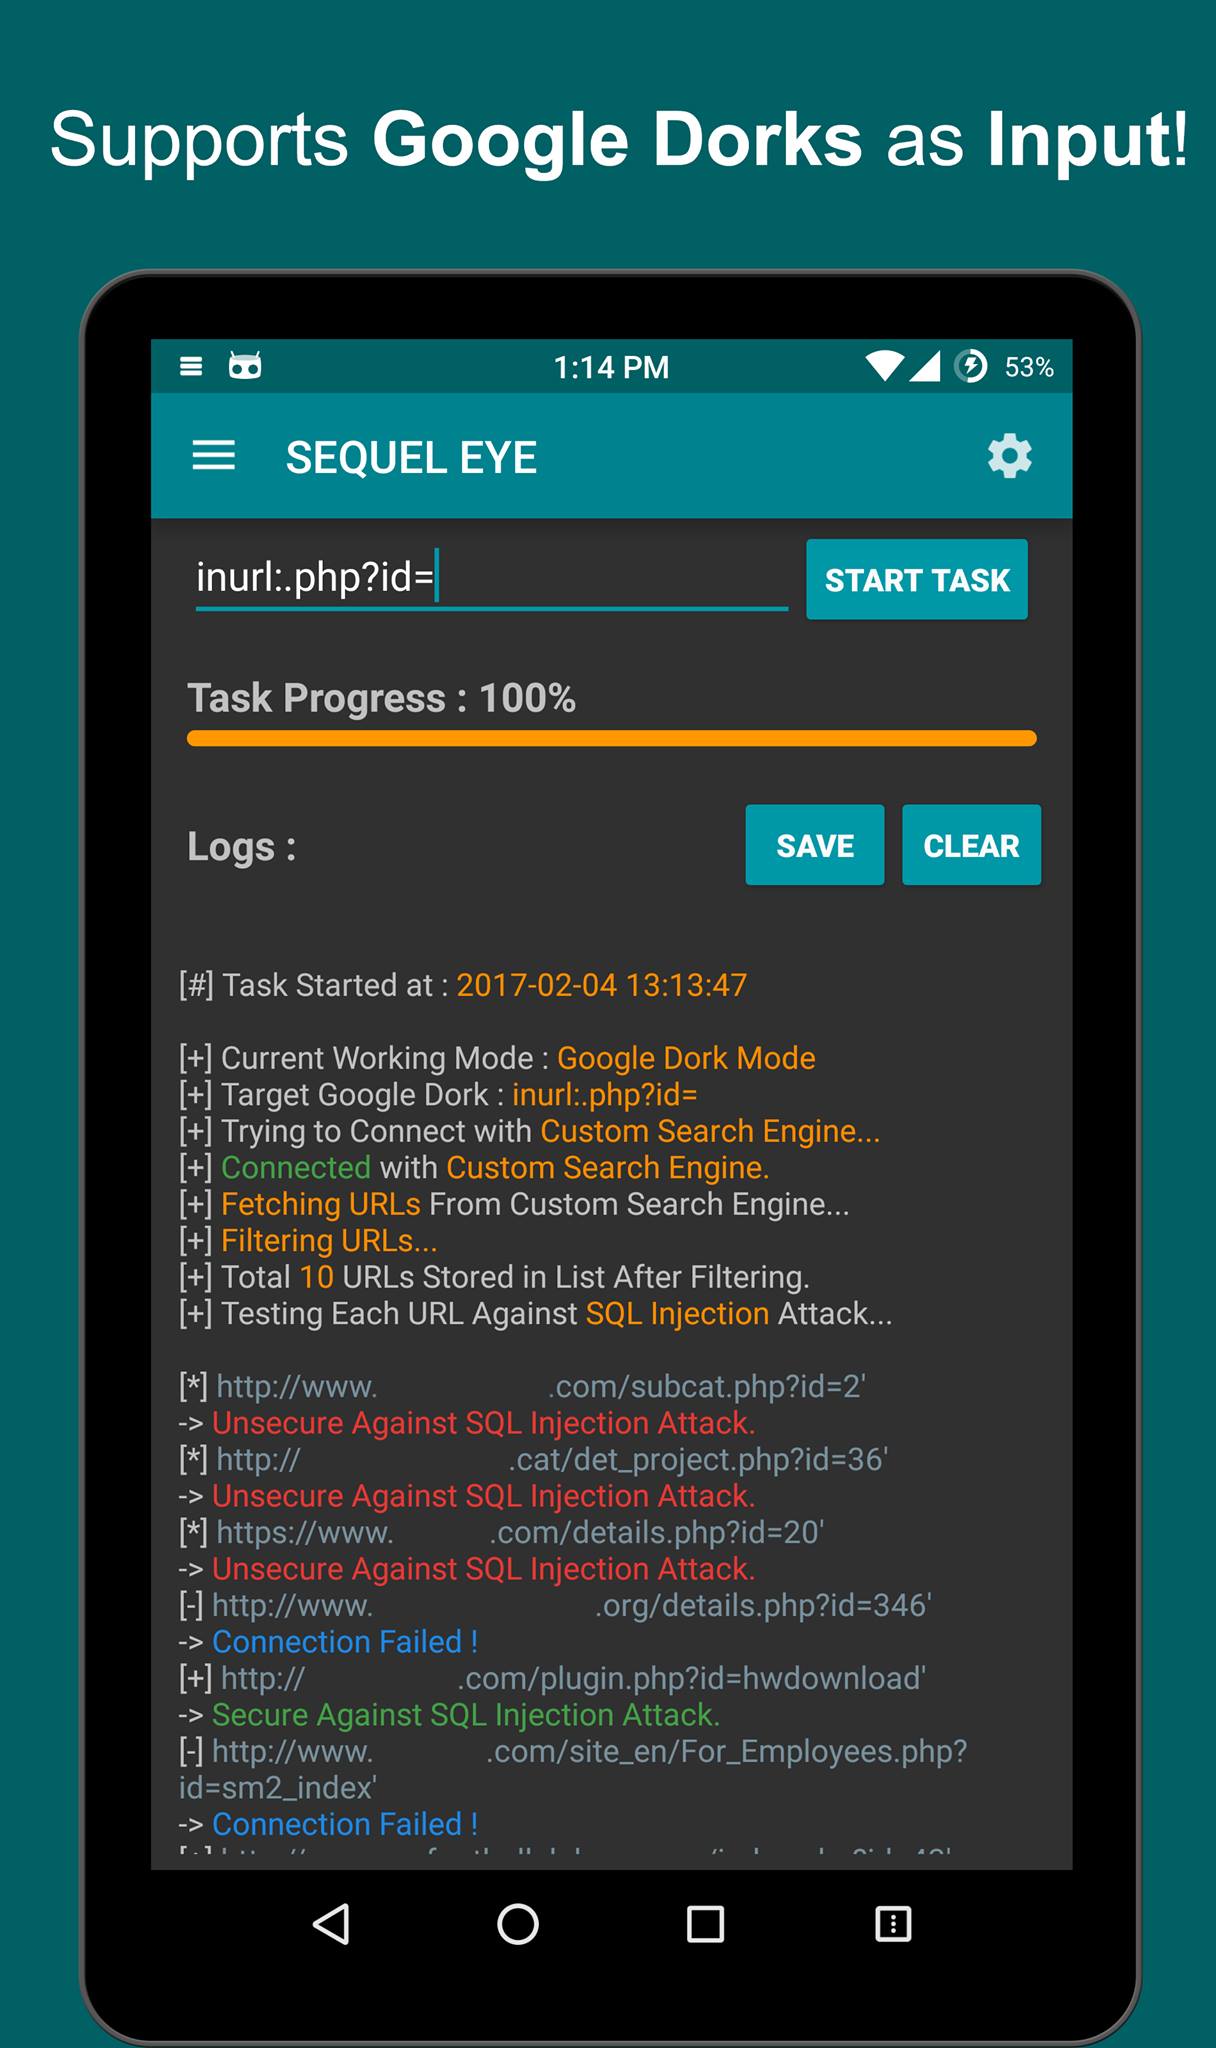 Supports Google Dorks as Input!
1:14 PM 53%
SEQUEL EYE
inurl:.php?id=
START TASK
Task Progress : 100%
Logs :
SAVE CLEAR
[#] Task Started at : 2017-02-04 13:13:47
[+] Current Working Mode : Google Dork Mode
[+] Target Google Dork : inurl:.php?id=
[+] Trying to Connect with Custom Search Engine...
[+] Connected with Custom Search Engine.
[+] Fetching URLs From Custom Search Engine...
[+] Filtering URLs...
[+] Total 10 URLs Stored in List After Filtering.
[+] Testing Each URL Against SQL Injection Attack...
[*] http://www. .com/subcat.php?id=2'
-> Unsecure Against SQL Injection Attack.
[*] http:// .cat/det_project.php?id=36'
-> Unsecure Against SQL Injection Attack.
[*] https://www. .com/details.php?id=20'
-> Unsecure Against SQL Injection Attack.
[-] http://www. .org/details.php?id=346'
-> Connection Failed !
[+] http:// .com/plugin.php?id=hwdownload'
-> Secure Against SQL Injection Attack.
[-] http://www. .com/site_en/For_Employees.php?
id=sm2_index'
-> Connection Failed !